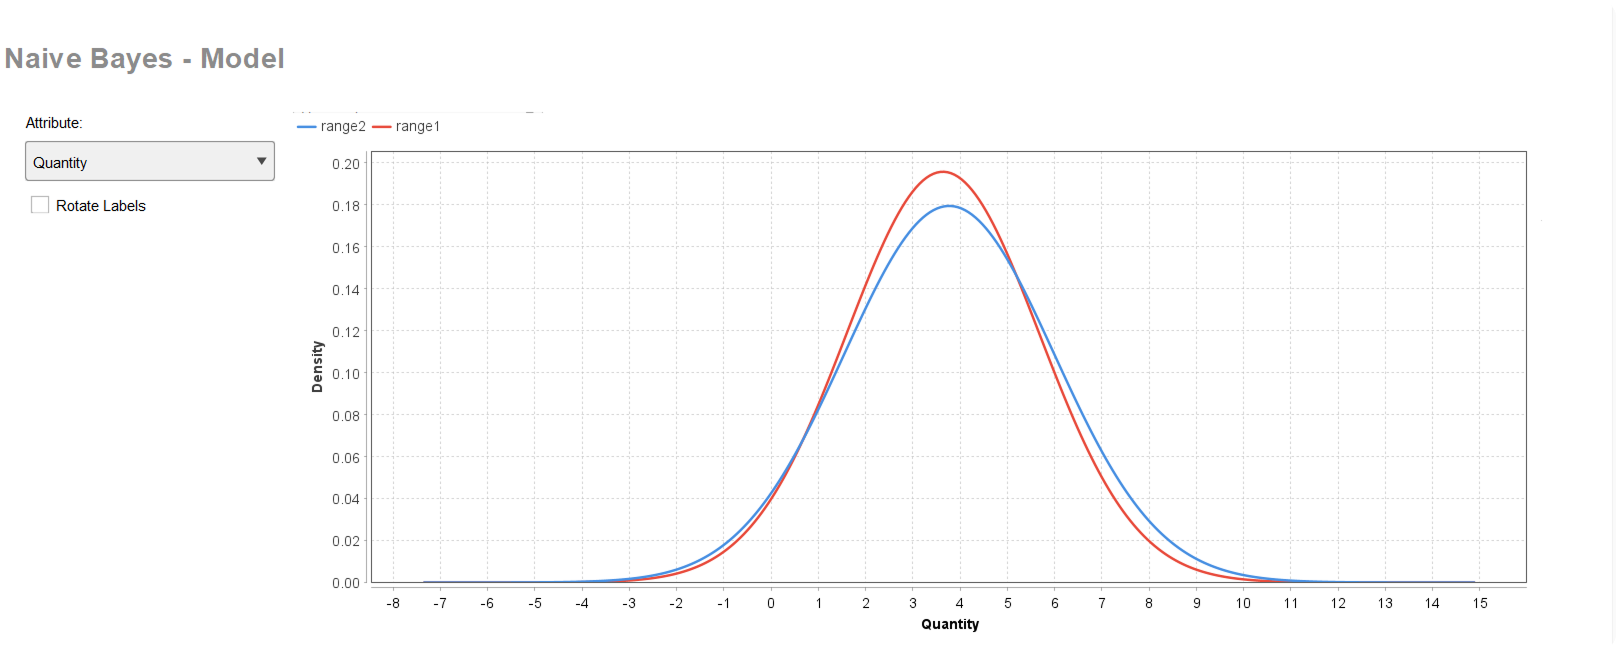 Naive Bayes - Model
Attribute:
Quantity
Rotate Labels
range2 range1
0.20
0.18
0.16
0.14
0.12
0.10
0.08
0.06
0.04
0.02
0.00
Density
-8 -7 -6 -5 -4 -3 -2 -1 0 1 2 3 4 5 6 7 8 9 10 11 12 13 14 15
Quantity